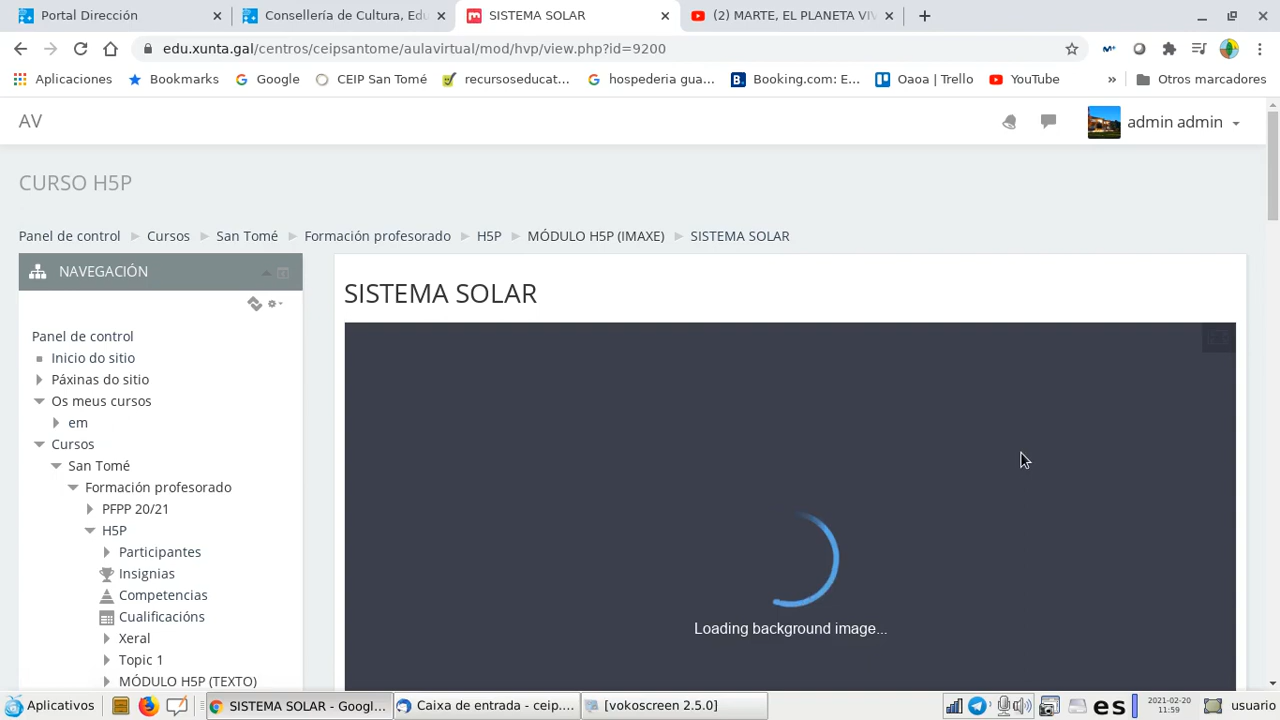 Portal Dirección
Consellería de Cultura, Edu
SISTEMA SOLAR
(2) MARTE, EL PLANETA VIV
edu.xunta.gal/centros/ceipsantome/aulavirtual/mod/hvp/view.php?id=9200
Aplicaciones
Bookmarks
Google
CEIP San Tomé
recursoseducat...
hospederia gua...
Booking.com: E...
Oaoa | Trello
YouTube
»
Otros marcadores
AV
admin admin
CURSO H5P
Panel de control
Cursos
San Tomé
Formación profesorado
H5P
MÓDULO H5P (IMAXE)
SISTEMA SOLAR
NAVEGACIÓN
SISTEMA SOLAR
Panel de control
Inicio do sitio
Páxinas do sitio
Os meus cursos
em
Cursos
San Tomé
Formación profesorado
PFPP 20/21
H5P
Participantes
Insignias
Competencias
Cualificacións
Xeral
Topic 1
MÓDULO H5P (TEXTO)
Loading background image...
Aplicativos
SISTEMA SOLAR - Googl...
Caixa de entrada - ceip....
[vokoscreen 2.5.0]
es
2021-02-20
11:59
usuario